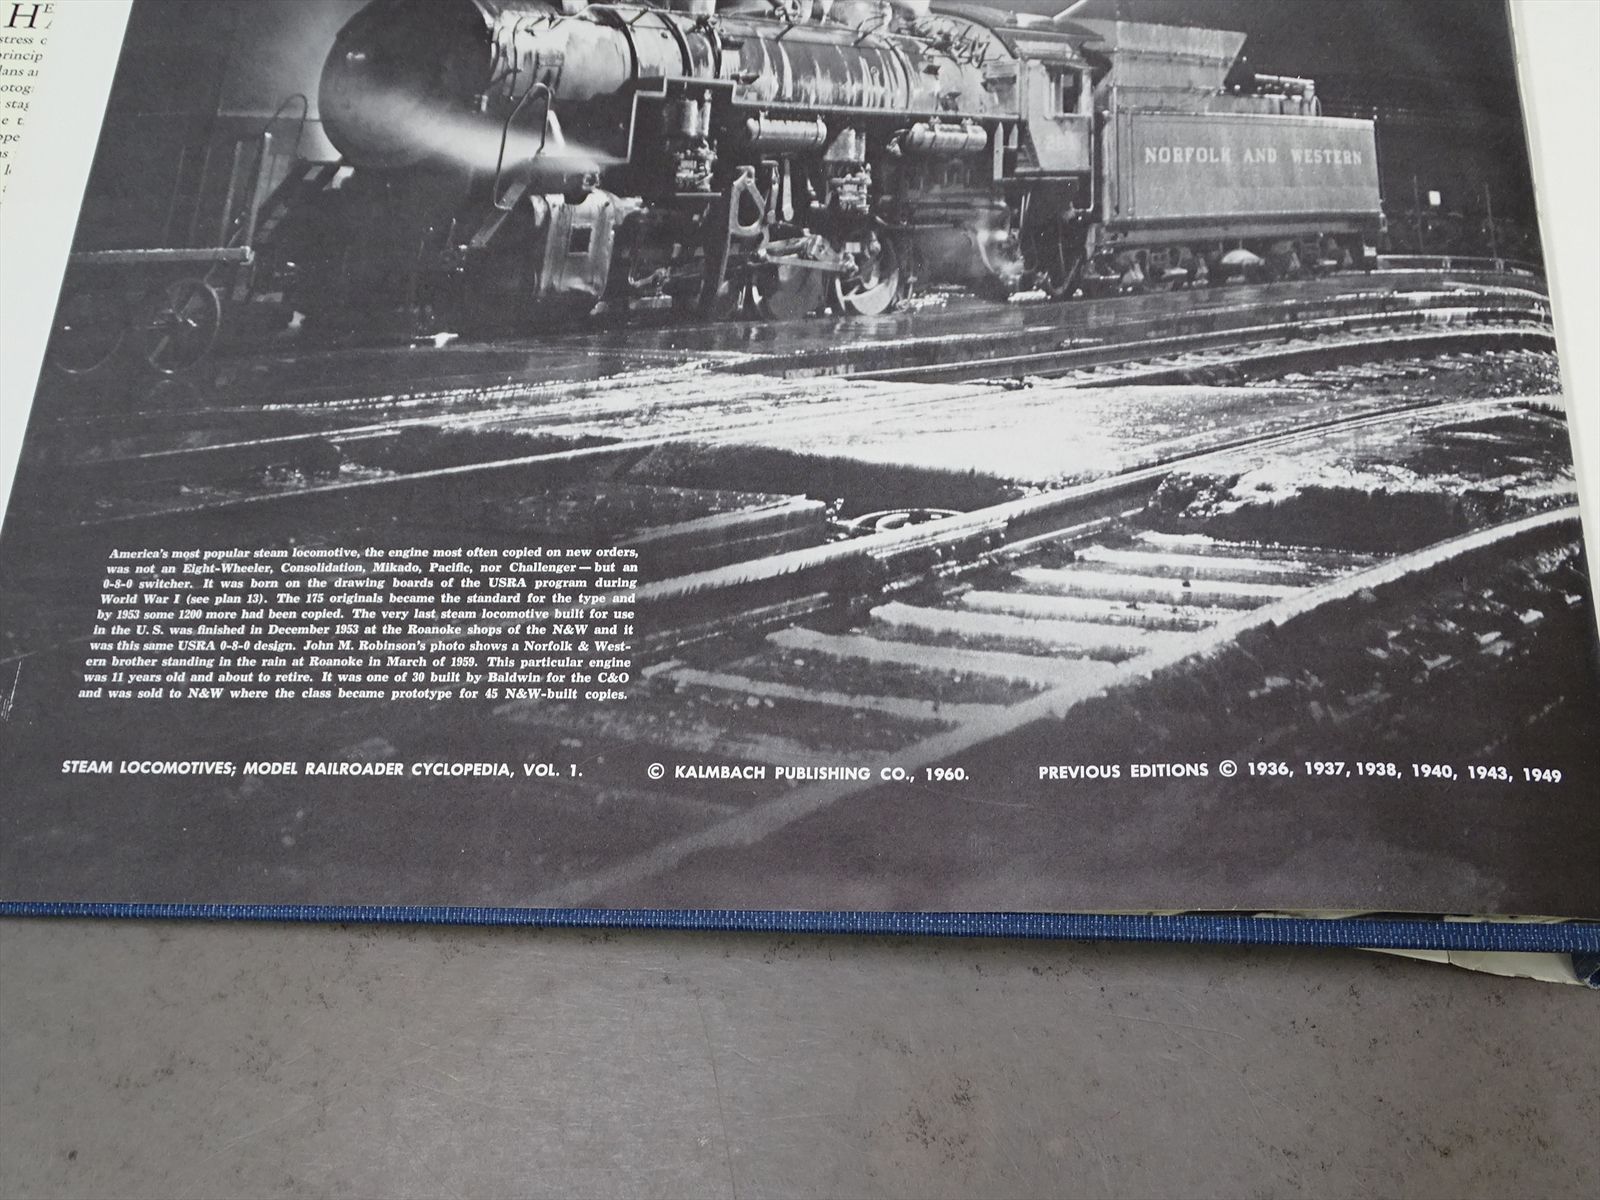 HE
stress
princip
NORFOLK AND WESTERN
America's most popular steam locomotive, the engine most often copied on new orders,
was not an Eight-Wheeler, Consolidation, Mikado, Pacific, nor Challenger — but an
0-8-0 switcher. It was born on the drawing boards of the USRA program during
World War I (see plan 13). The 175 originals became the standard for the type and
by 1953 some 1200 more had been copied. The very last steam locomotive built for use
in the U. S. was finished in December 1953 at the Roanoke shops of the N&W and it
was this same USRA 0-8-0 design. John M. Robinson's photo shows a Norfolk & West-
ern brother standing in the rain at Roanoke in March of 1959. This particular engine
was 11 years old and about to retire. It was one of 30 built by Baldwin for the C&O
and was sold to N&W where the class became prototype for 45 N&W-built copies.
STEAM LOCOMOTIVES; MODEL RAILROADER CYCLOPEDIA, VOL. 1. © KALMBACH PUBLISHING CO., 1960. PREVIOUS EDITIONS © 1936, 1937, 1938, 1940, 1943, 1949